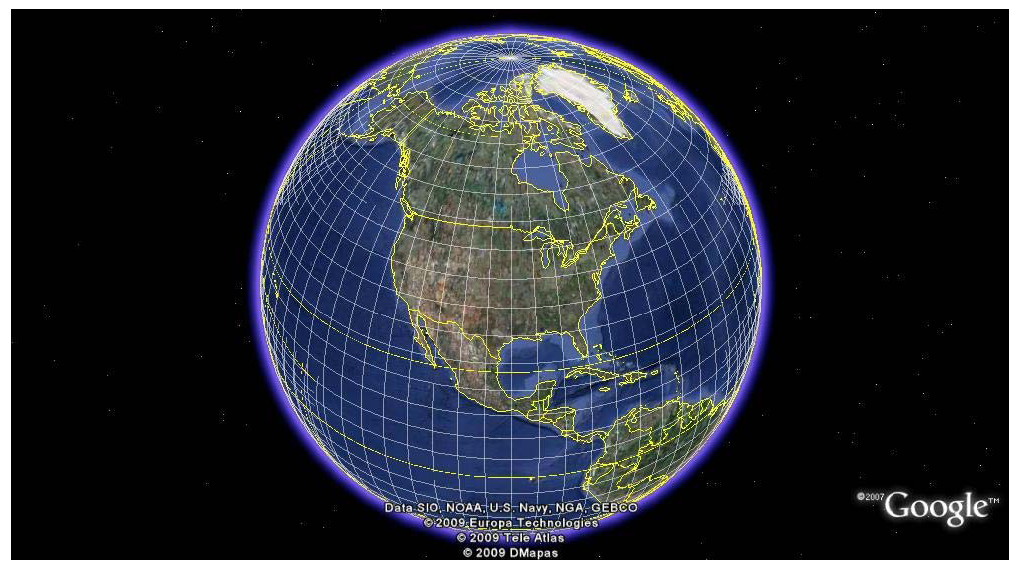 Data SIO, NOAA, U.S. Navy, NGA, GEBCO
© 2009 Europa Technologies
© 2009 Tele Atlas
© 2009 DMapas
©2007 Google™